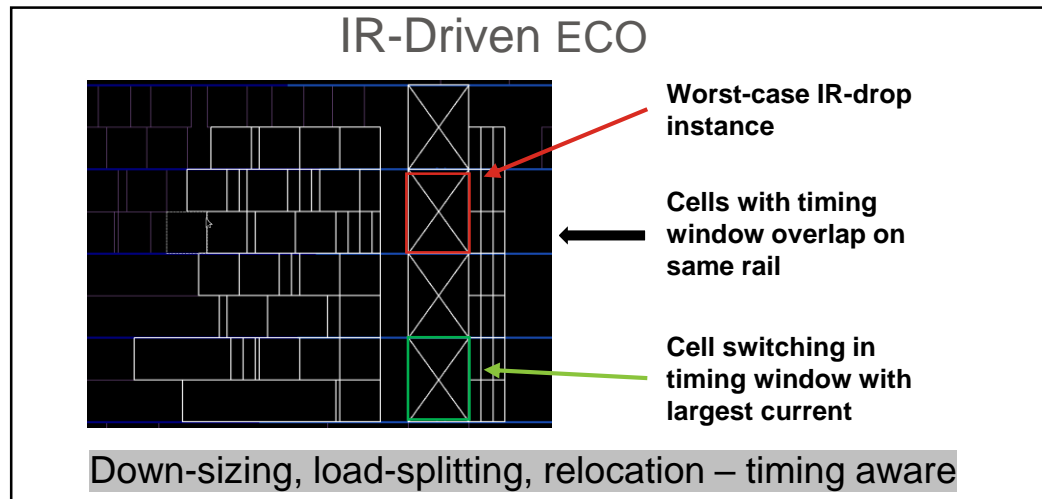 IR-Driven ECO
Worst-case IR-drop
instance
Cells with timing
window overlap on
same rail
Cell switching in
timing window with
largest current
Down-sizing, load-splitting, relocation – timing aware